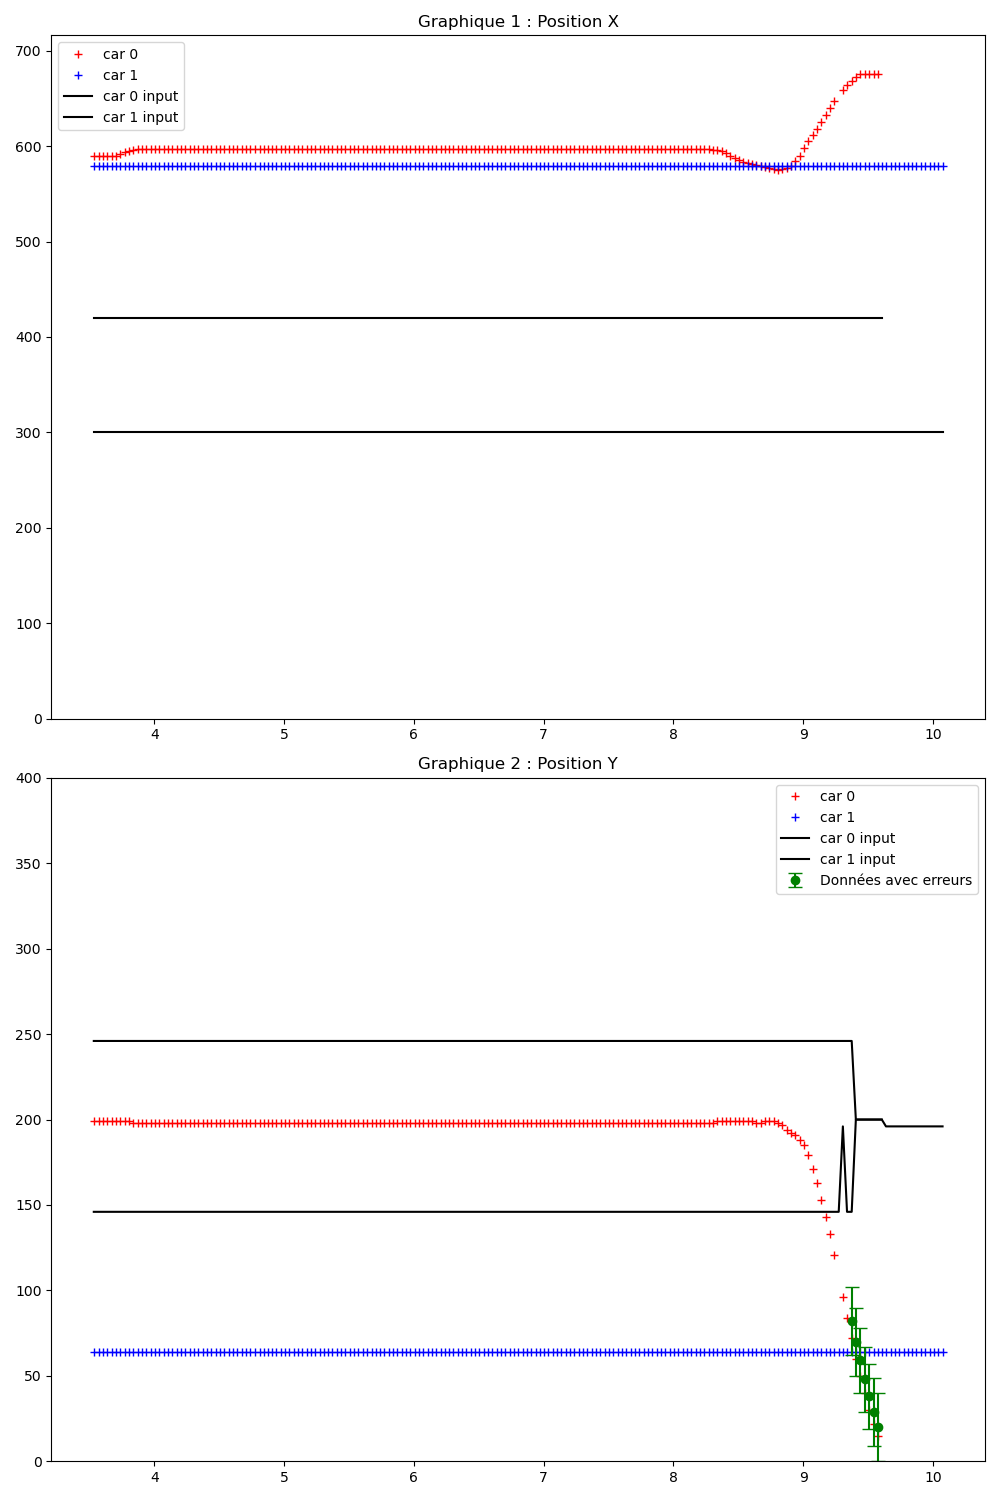 Graphique 1 : Position X
car 0
car 1
car 0 input
car 1 input
700
600
500
400
300
200
100
0
4 5 6 7 8 9 10
Graphique 2 : Position Y
car 0
car 1
car 0 input
car 1 input
Données avec erreurs
400
350
300
250
200
150
100
50
0
4 5 6 7 8 9 10